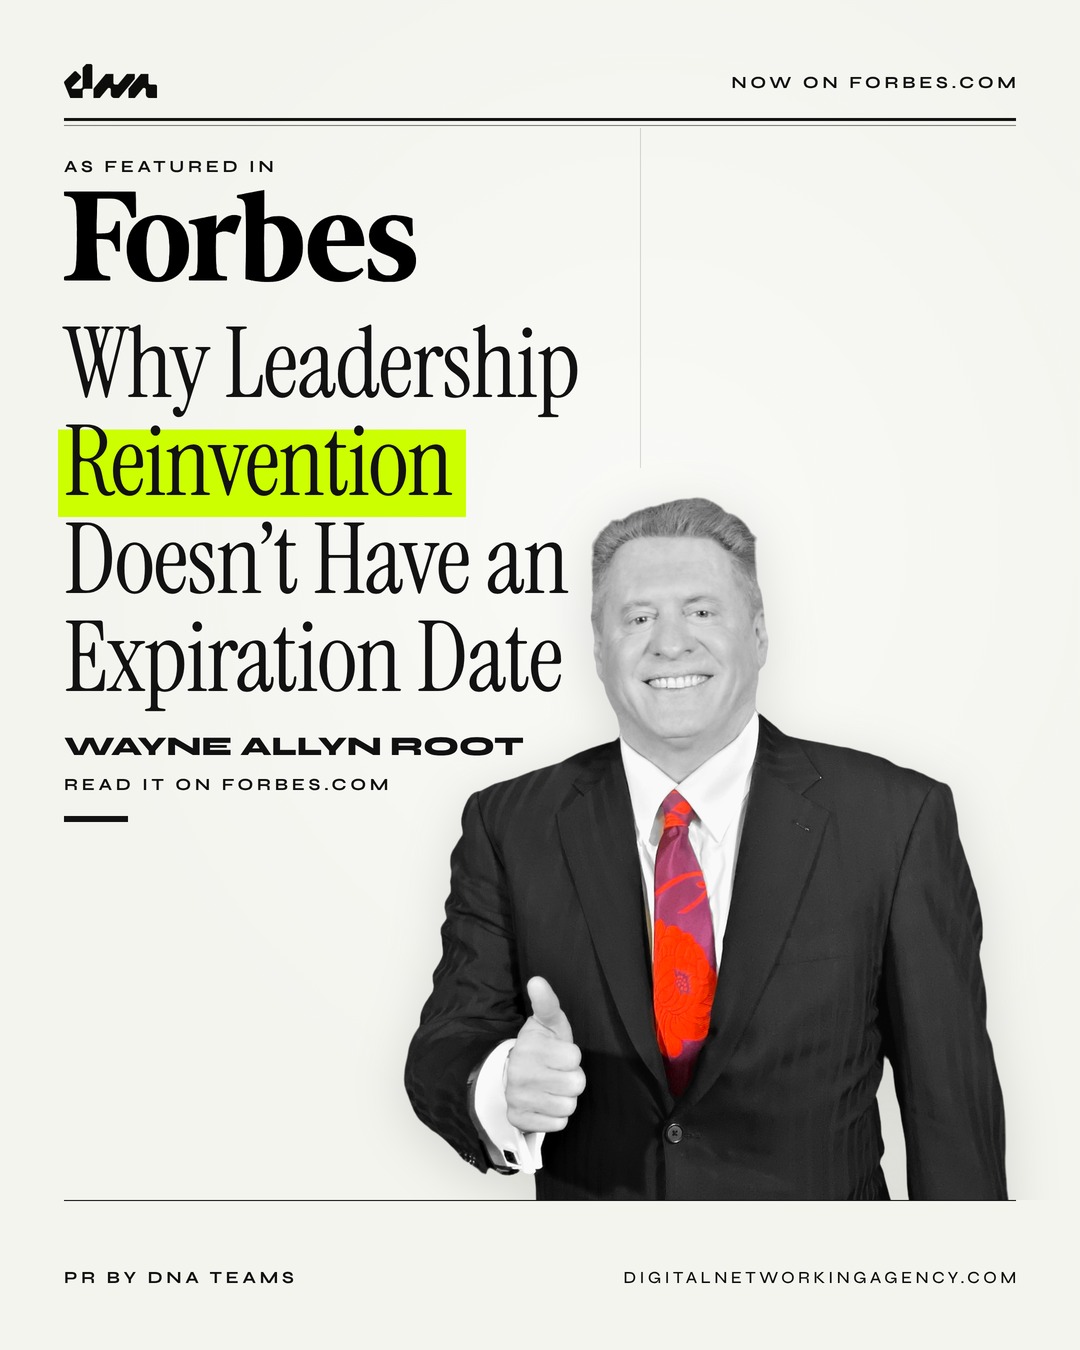 dna
NOW ON FORBES.COM
AS FEATURED IN
Forbes
Why Leadership
Reinvention
Doesn’t Have an
Expiration Date
WAYNE ALLYN ROOT
READ IT ON FORBES.COM
PR BY DNA TEAMS
DIGITALNETWORKINGAGENCY.COM